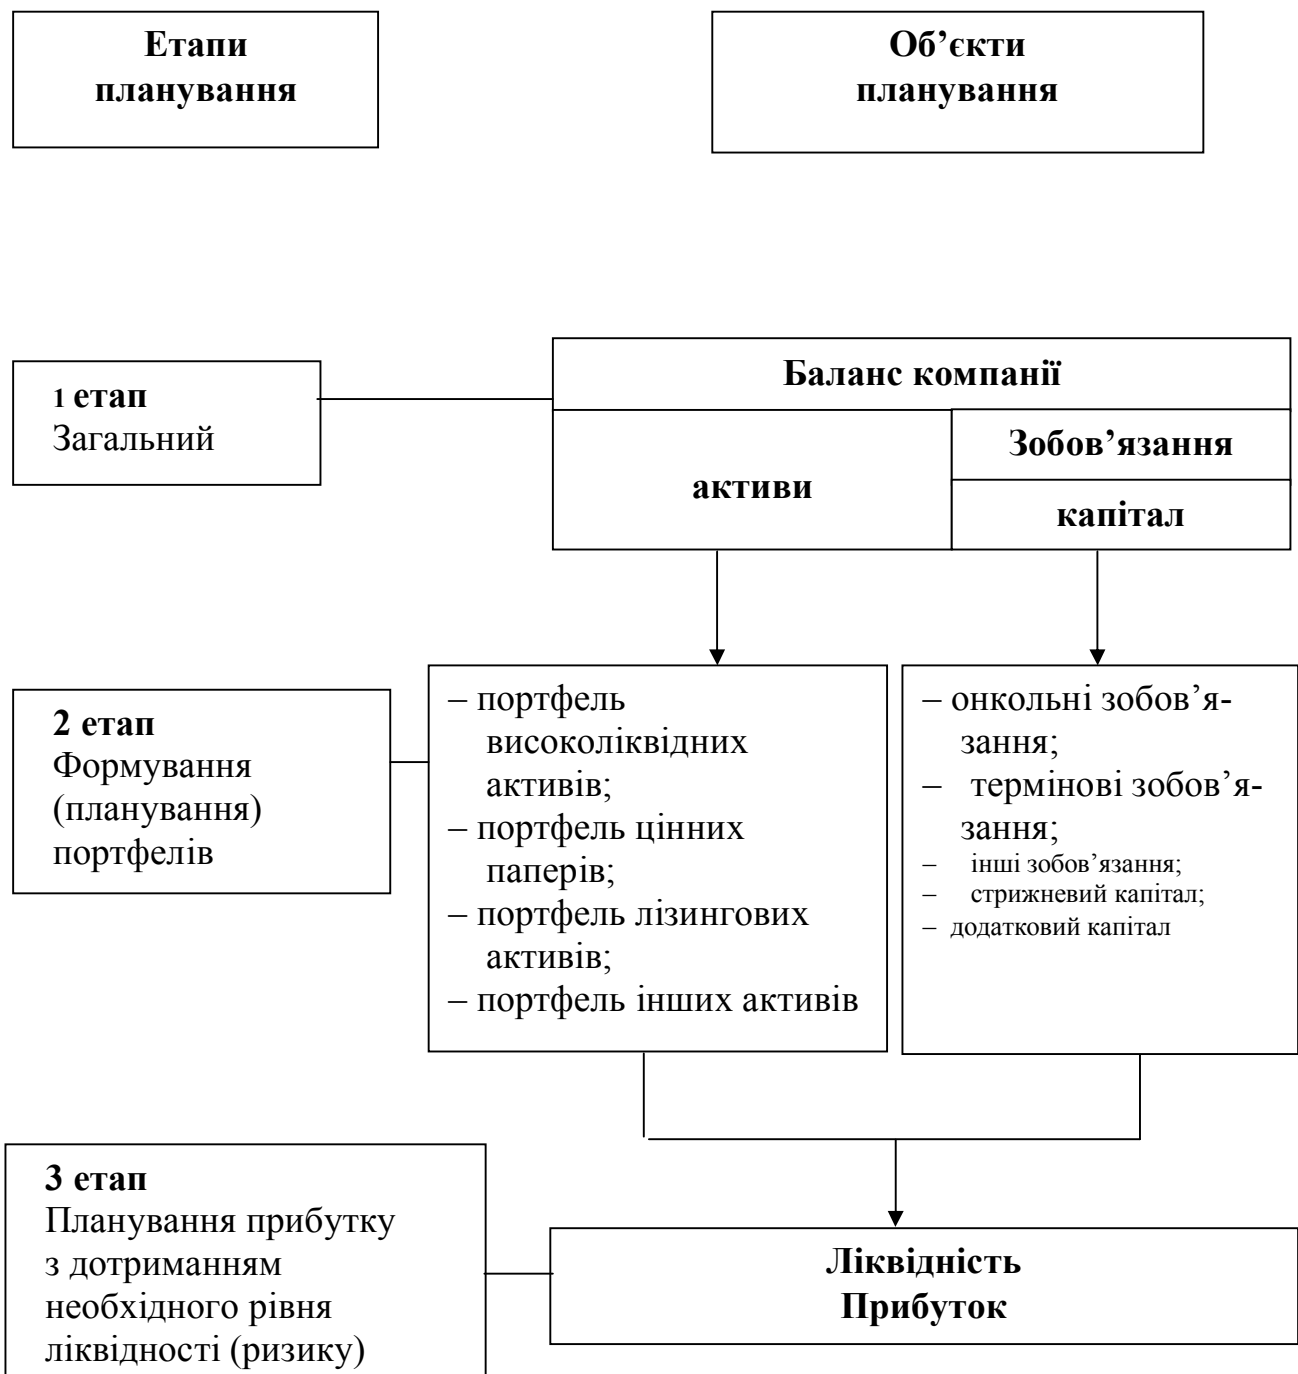 Етапи
планування
Об’єкти
планування
1 етап
Загальний
Баланс компанії
активи
Зобов’язання
капітал
2 етап
Формування
(планування)
портфелів
– портфель
високоліквідних
активів;
– портфель цінних
паперів;
– портфель лізингових
активів;
– портфель інших активів
– онкольні зобов’я-
зання;
– термінові зобов’я-
зання;
– інші зобов’язання;
– стрижневий капітал;
– додатковий капітал
3 етап
Планування прибутку
з дотриманням
необхідного рівня
ліквідності (ризику)
Ліквідність
Прибуток